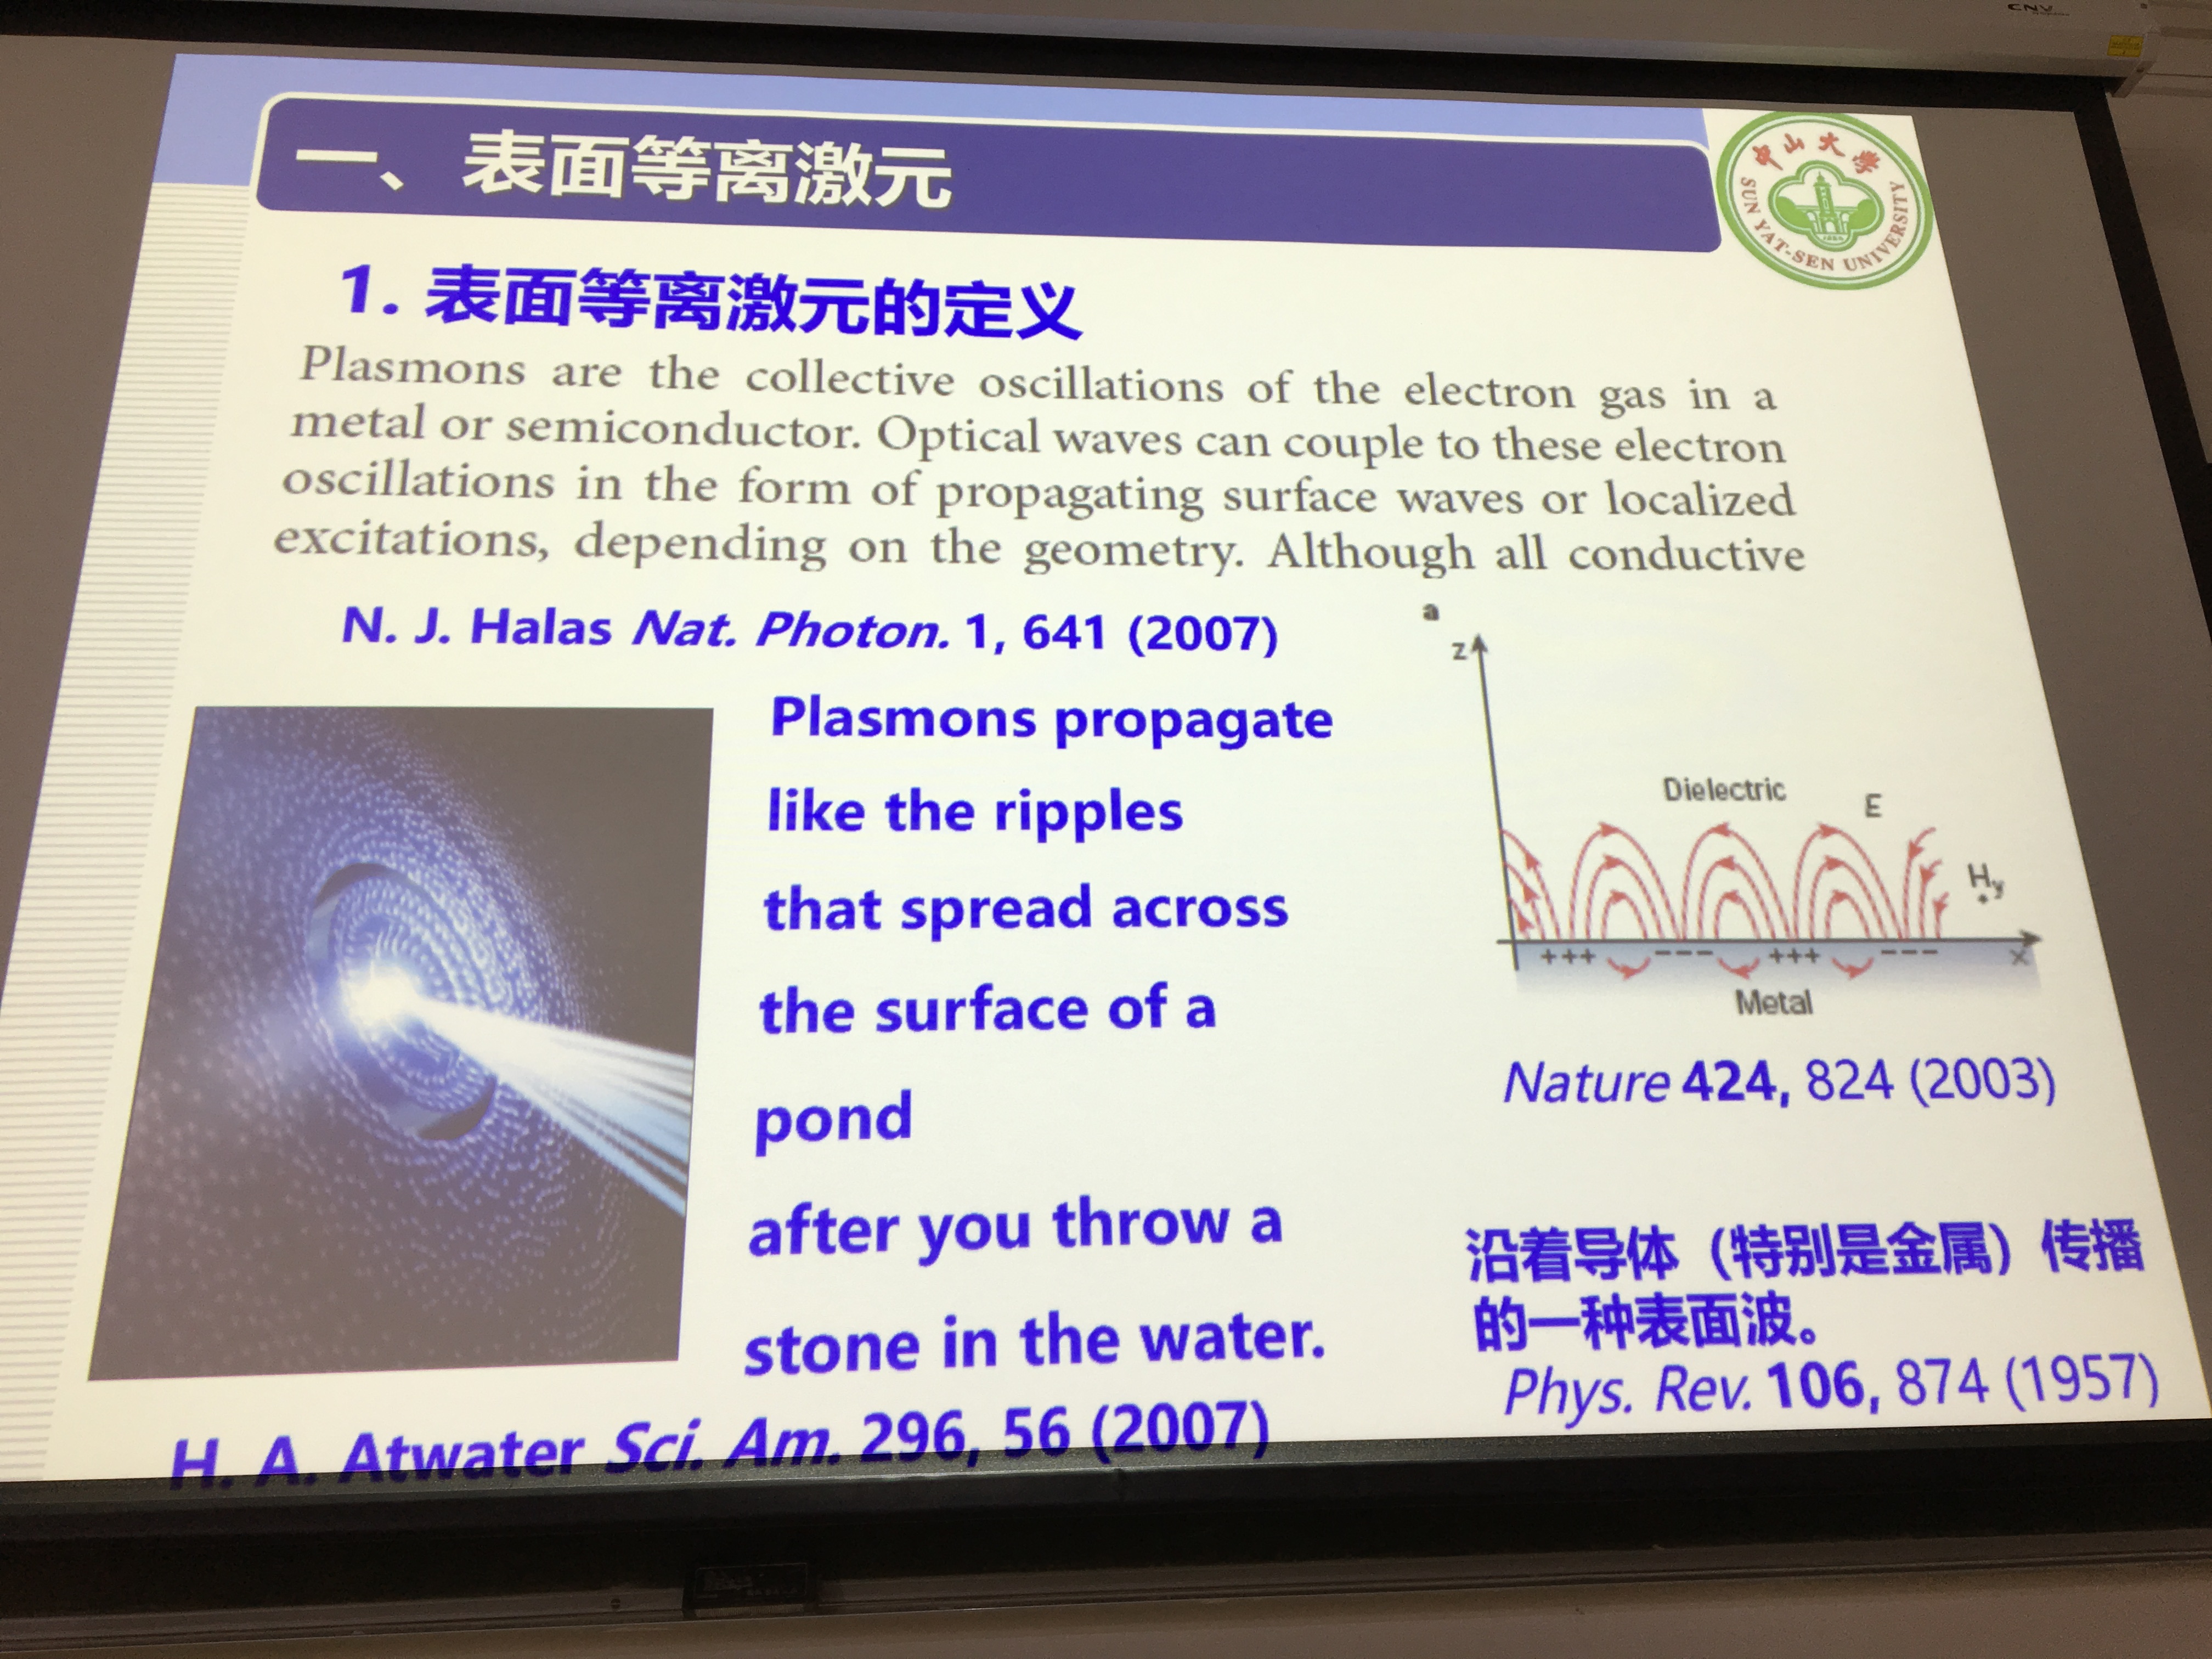 CNV
一、表面等离激元
中山大学
SUN YAT-SEN UNIVERSITY
1. 表面等离激元的定义
Plasmons are the collective oscillations of the electron gas in a
metal or semiconductor. Optical waves can couple to these electron
oscillations in the form of propagating surface waves or localized
excitations, depending on the geometry. Although all conductive
N. J. Halas Nat. Photon. 1, 641 (2007)
Plasmons propagate
like the ripples
that spread across
the surface of a
pond
after you throw a
stone in the water.
H. A. Atwater Sci. Am. 296, 56 (2007)
a
z
Dielectric
E
Hy
+++ --- +++ ---
x
Metal
Nature 424, 824 (2003)
沿着导体（特别是金属）传播
的一种表面波。
Phys. Rev. 106, 874 (1957)